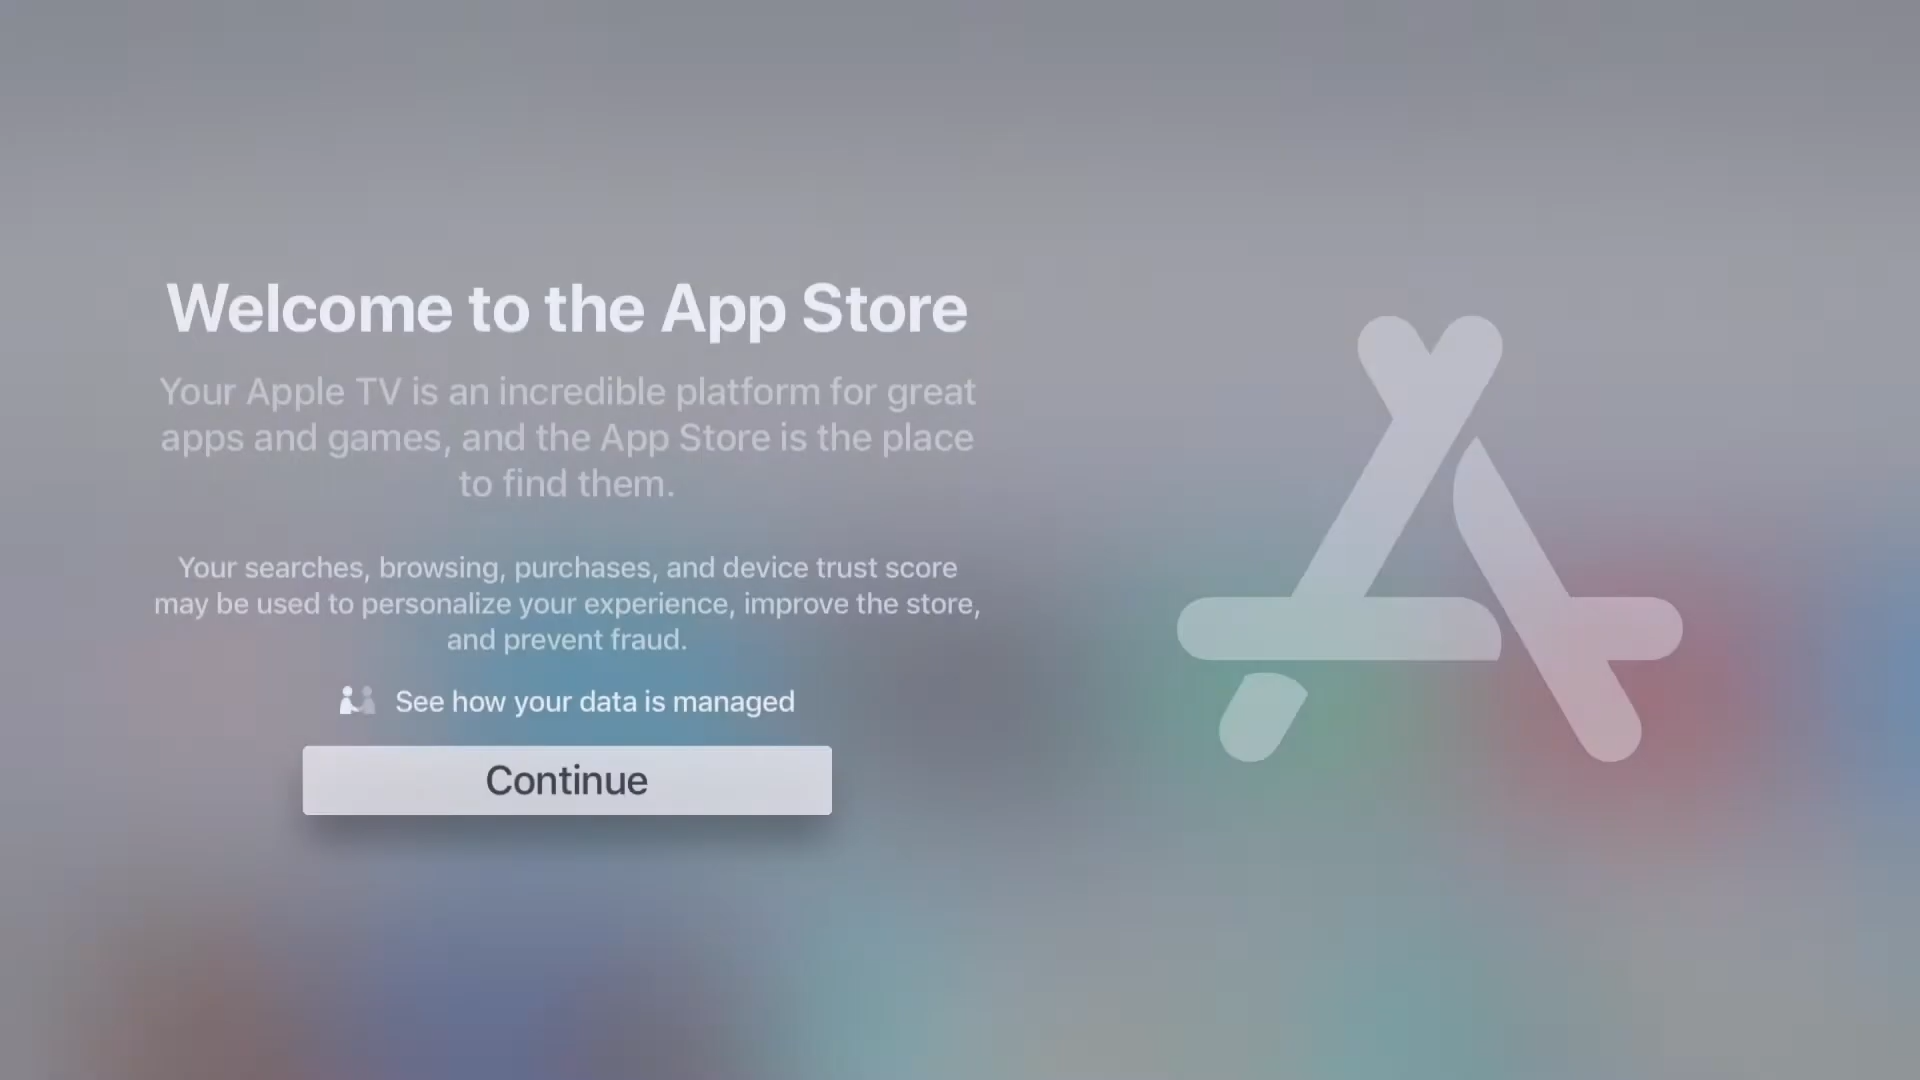 Welcome to the App Store
Your Apple TV is an incredible platform for great
apps and games, and the App Store is the place
to find them.
Your searches, browsing, purchases, and device trust score
may be used to personalize your experience, improve the store,
and prevent fraud.
See how your data is managed
Continue